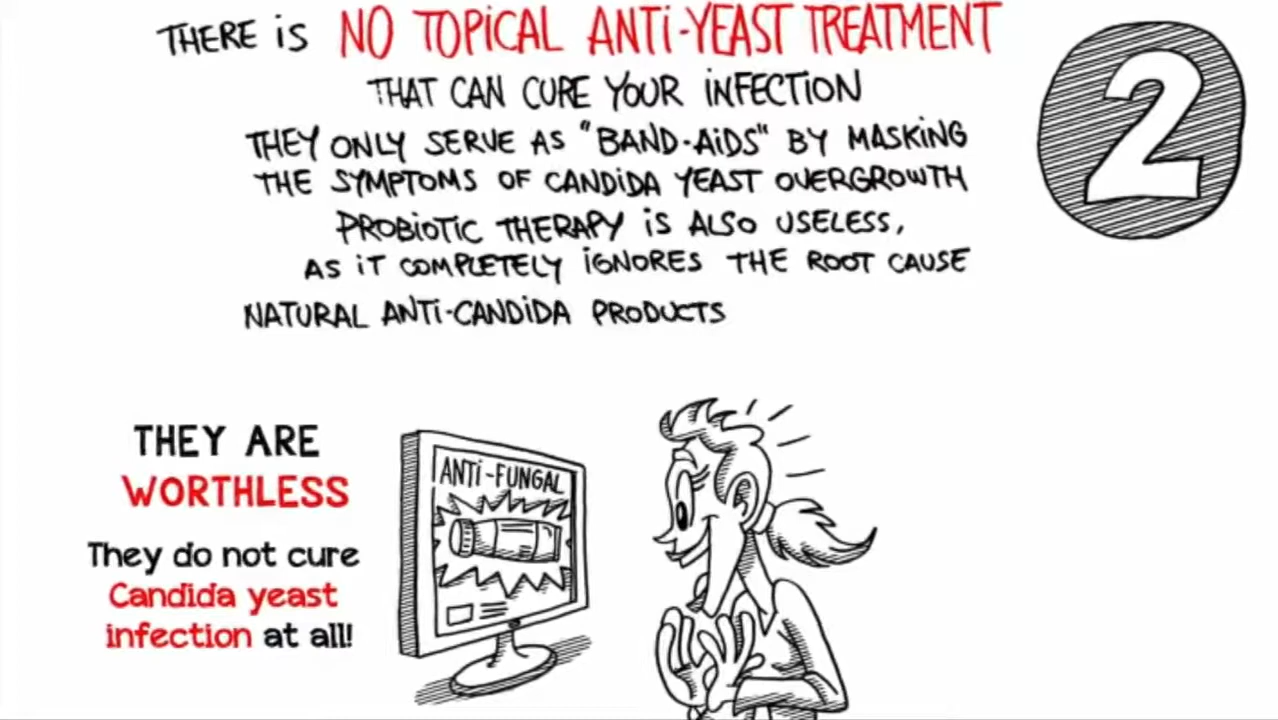 THERE iS NO TOPiCAL ANTi-YEAST TREATMENT
THAT CAN CURE YOUR iNFECTiON
THEY ONLY SERVE AS "BAND-AiDS" BY MASKiNG
THE SYMPTOMS OF CANDiDA YEAST OVERGROWTH
PROBiOTiC THERAPY iS ALSO USELESS,
AS iT COMPLETELY iGNORES THE ROOT CAUSE
NATURAL ANTi-CANDiDA PRODUCTS
2
THEY ARE
WORTHLESS
They do not cure
Candida yeast
infection at all!
ANTi-FUNGAL